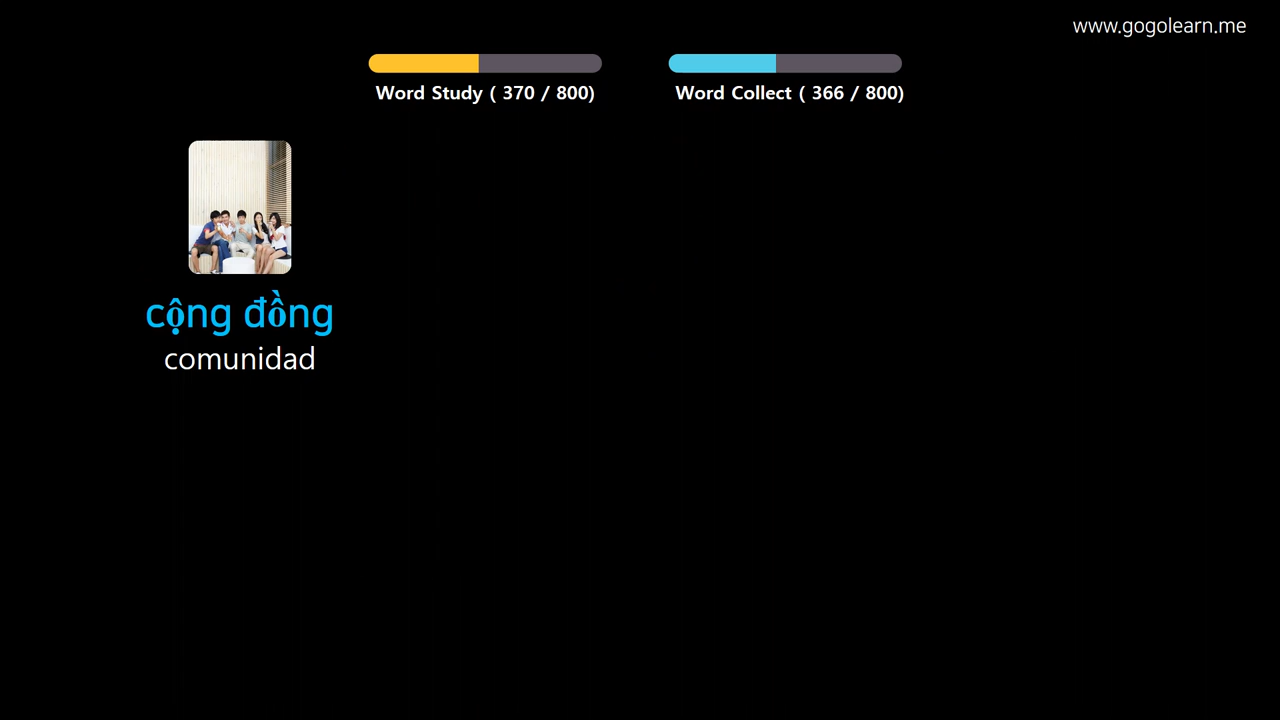 www.gogolearn.me
Word Study ( 370 / 800)
Word Collect ( 366 / 800)
cộng đồng
comunidad